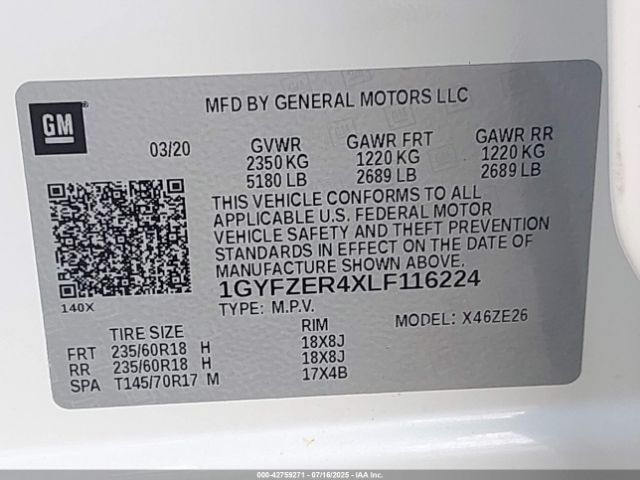 GM
MFD BY GENERAL MOTORS LLC
03/20 GVWR GAWR FRT GAWR RR
2350 KG 1220 KG 1220 KG
5180 LB 2689 LB 2689 LB
THIS VEHICLE CONFORMS TO ALL
APPLICABLE U.S. FEDERAL MOTOR
VEHICLE SAFETY AND THEFT PREVENTION
STANDARDS IN EFFECT ON THE DATE OF
MANUFACTURE SHOWN ABOVE.
1GYFZER4XLF116224
140X
TYPE: M.P.V.
MODEL: X46ZE26
TIRE SIZE RIM
FRT 235/60R18 H 18X8J
RR 235/60R18 H 18X8J
SPA T145/70R17 M 17X4B
000-42759271 - 07/16/2025 - IAA Inc.